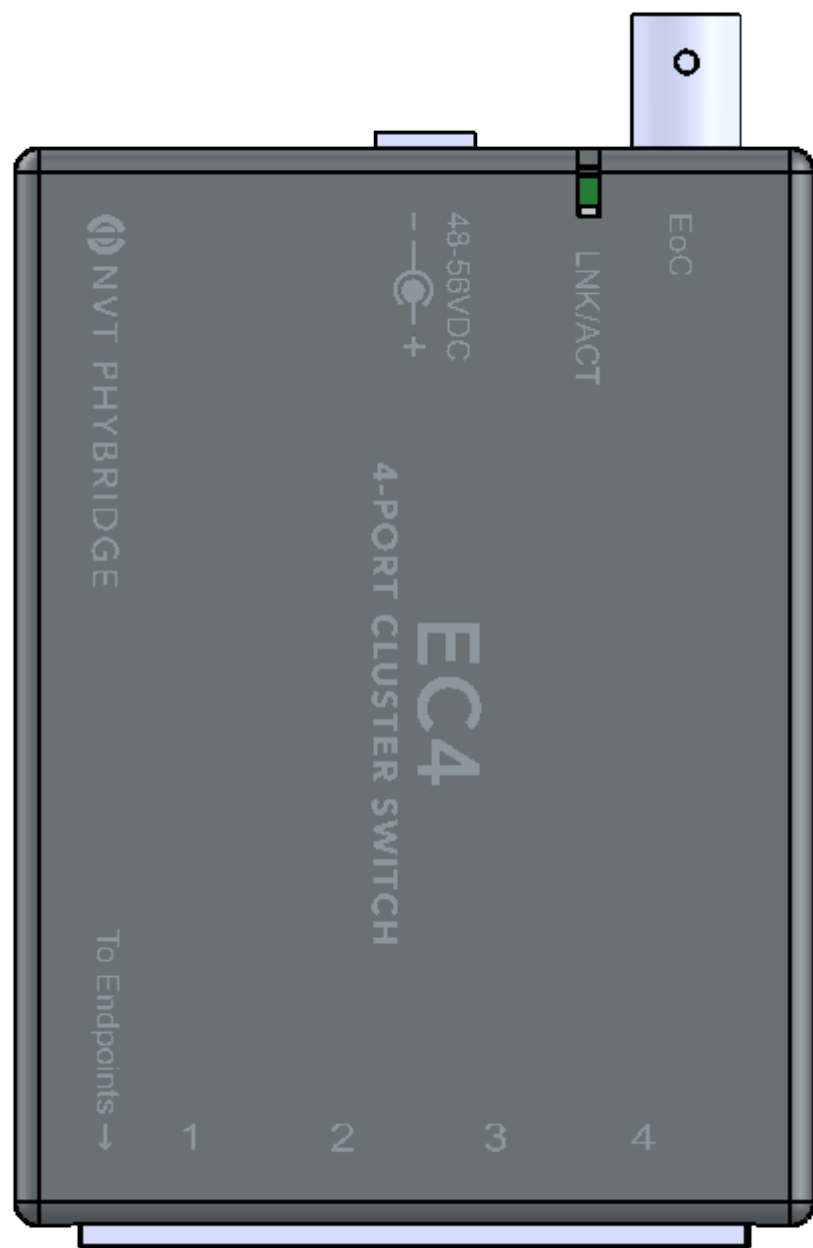 EoC
LNK/ACT
48-56VDC
- +
NVT PHYBRIDGE
EC4
4-PORT CLUSTER SWITCH
To Endpoints →
1 2 3 4